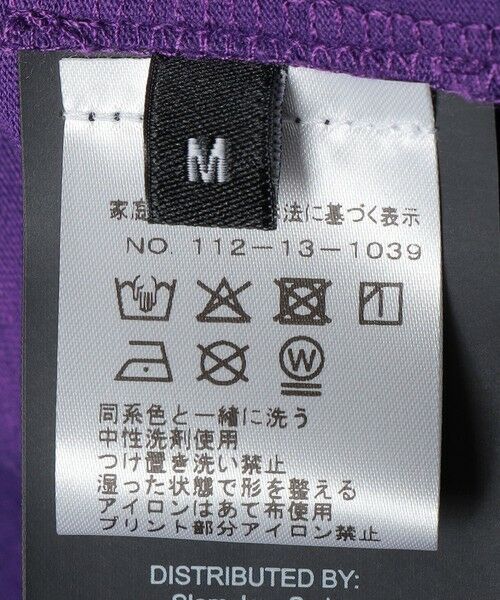 M
家庭 法に基づく表示
NO. 112-13-1039
W
同系色と一緒に洗う
中性洗剤使用
つけ置き洗い禁止
湿った状態で形を整える
アイロンはあて布使用
プリント部分アイロン禁止
DISTRIBUTED BY: